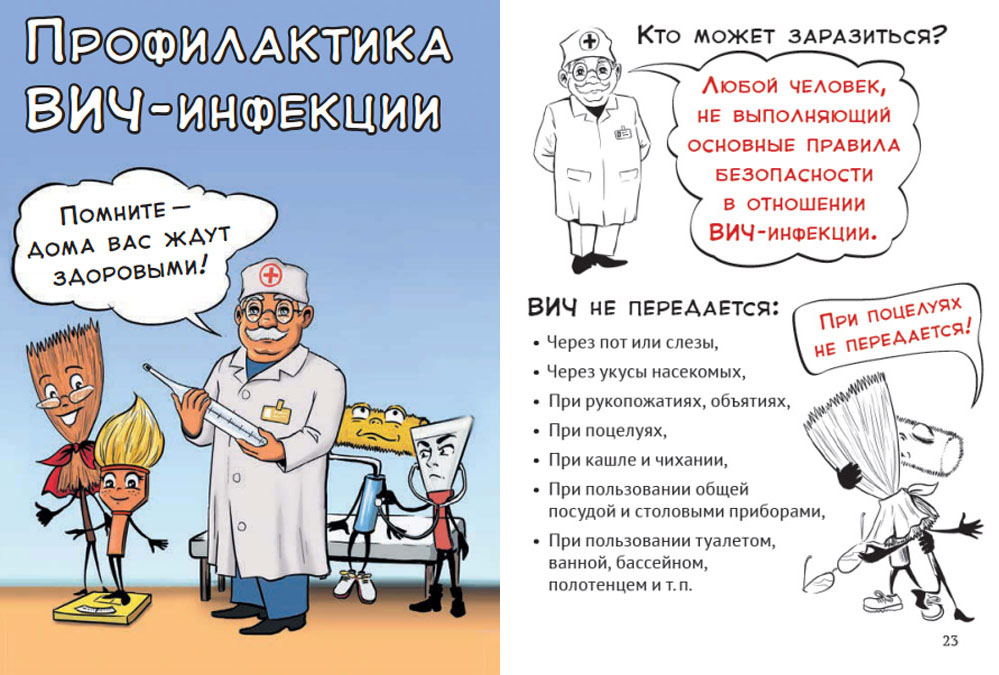 Профилактика
ВИЧ-инфекции
Помните –
дома вас ждут
здоровыми!
Кто может заразиться?
Любой человек,
не выполняющий
основные правила
безопасности
в отношении
ВИЧ-инфекции.
ВИЧ не передается:
• Через пот или слезы,
• Через укусы насекомых,
• При рукопожатиях, объятиях,
• При поцелуях,
• При кашле и чихании,
• При пользовании общей
посудой и столовыми приборами,
• При пользовании туалетом,
ванной, бассейном,
полотенцем и т. п.
При поцелуях
не передается!
23